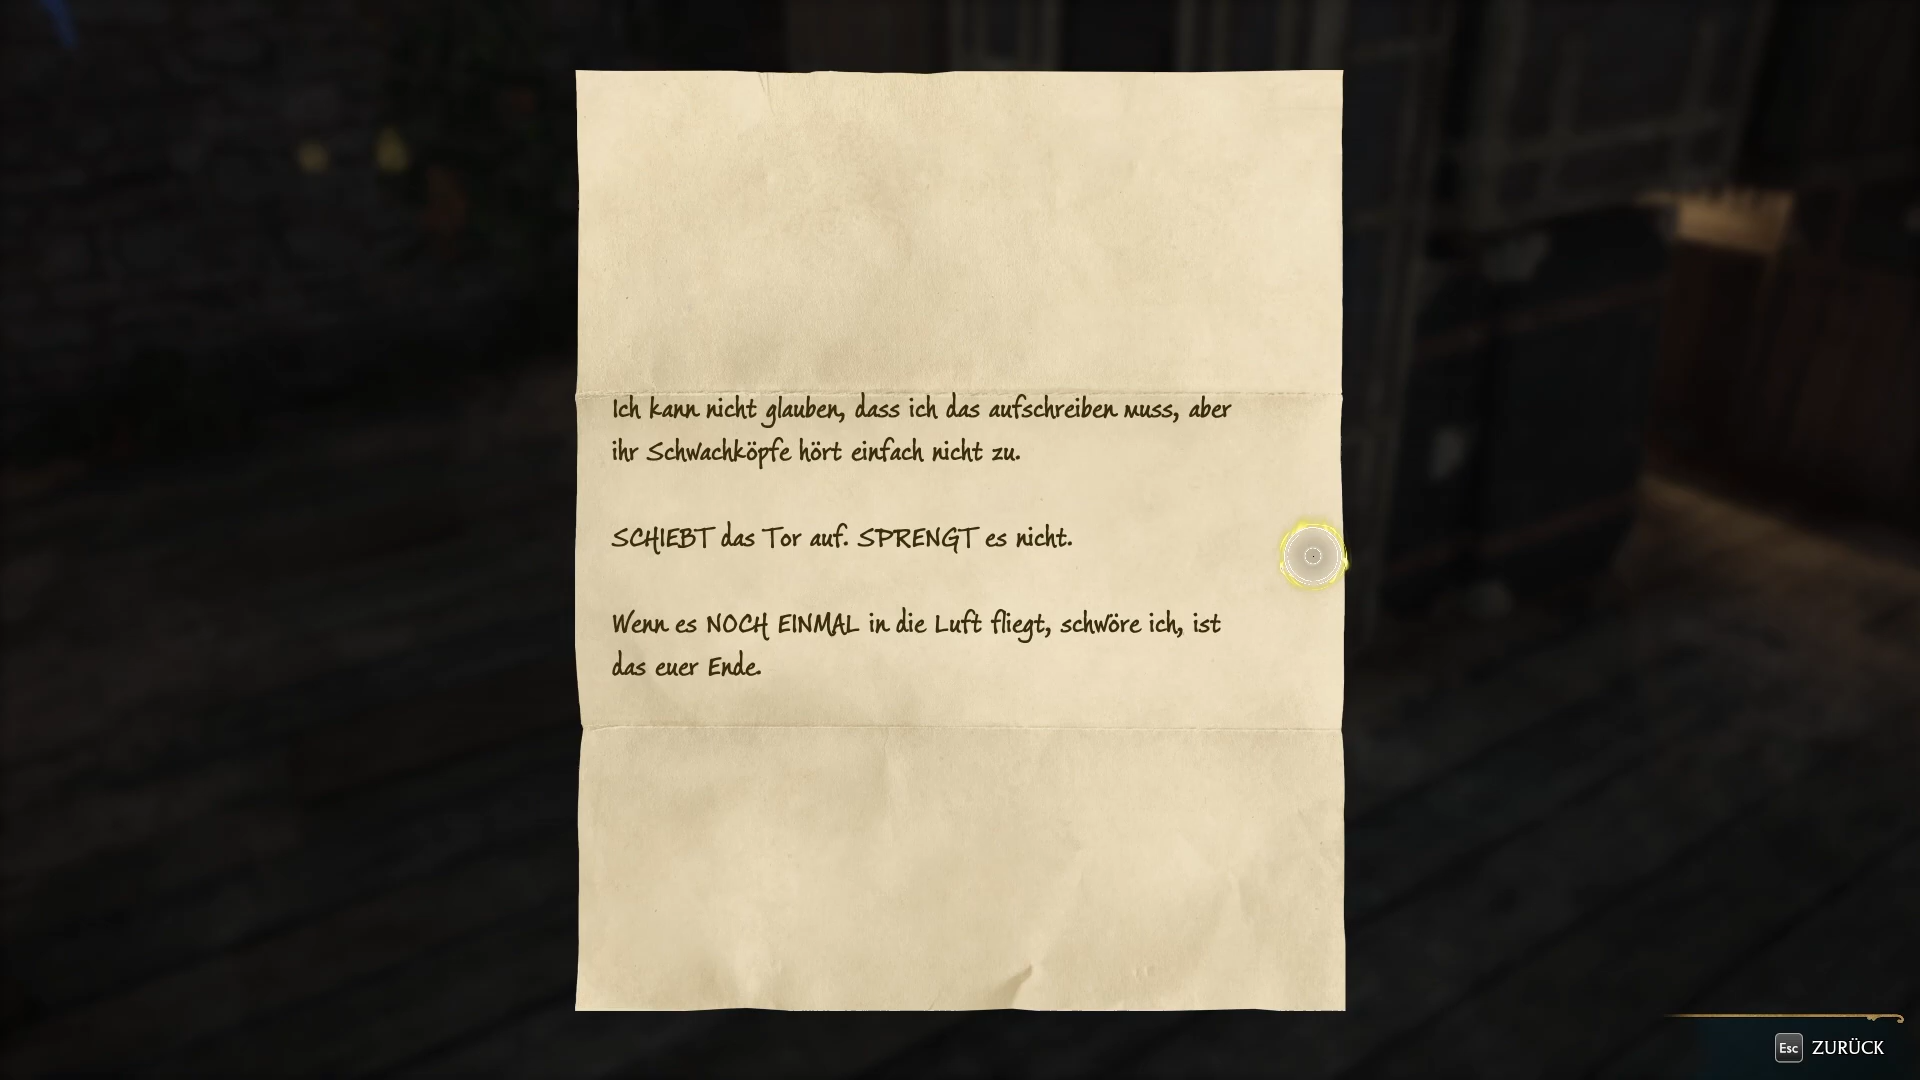 Ich kann nicht glauben, dass ich das aufschreiben muss, aber
ihr Schwachköpfe hört einfach nicht zu.
SCHIEBT das Tor auf. SPRENGT es nicht.
Wenn es NOCH EINMAL in die Luft fliegt, schwöre ich, ist
das euer Ende.
Esc ZURÜCK